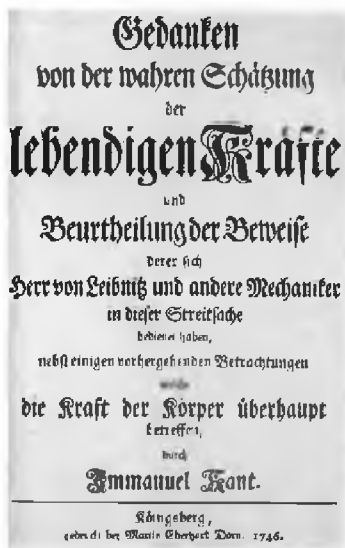 Gedanken
von der wahren Schätzung
der
lebendigen Kräfte
und
Beurtheilung der Beweise
derer sich
Herr von Leibnitz und andere Mechaniker
in dieser Streitsache
bedienet haben,
nebst einigen vorhergehenden Betrachtungen
welche
die Kraft der Körper überhaupt
betreffen,
durch
Immanuel Kant.
Königsberg,
gedruckt bey Martin Eberhard Dorn. 1746.